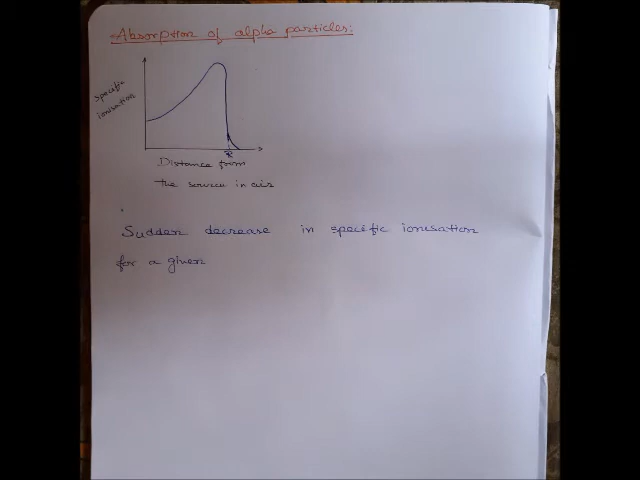 Absorption of alpha particles:
specific
ionisation
R
Distance from
the source in air
Sudden decrease in specific ionisation
for a given